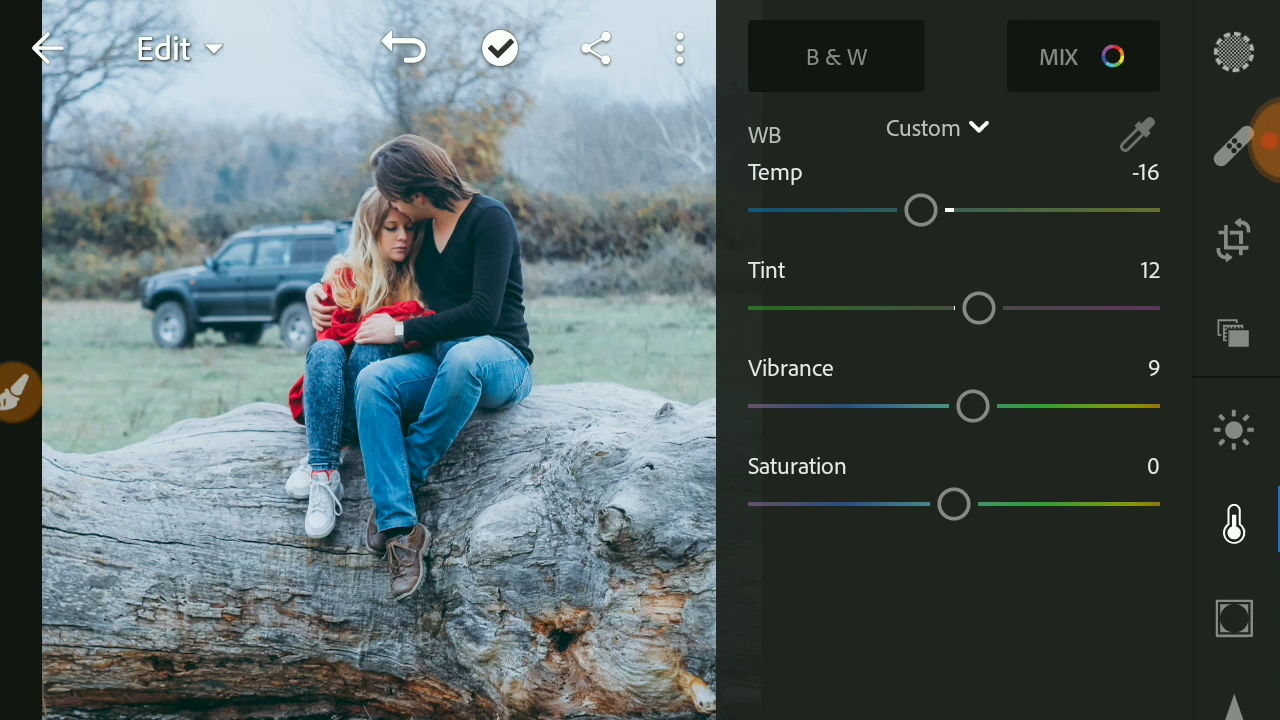 Edit
B & W
MIX
WB
Custom
Temp
-16
Tint
12
Vibrance
9
Saturation
0